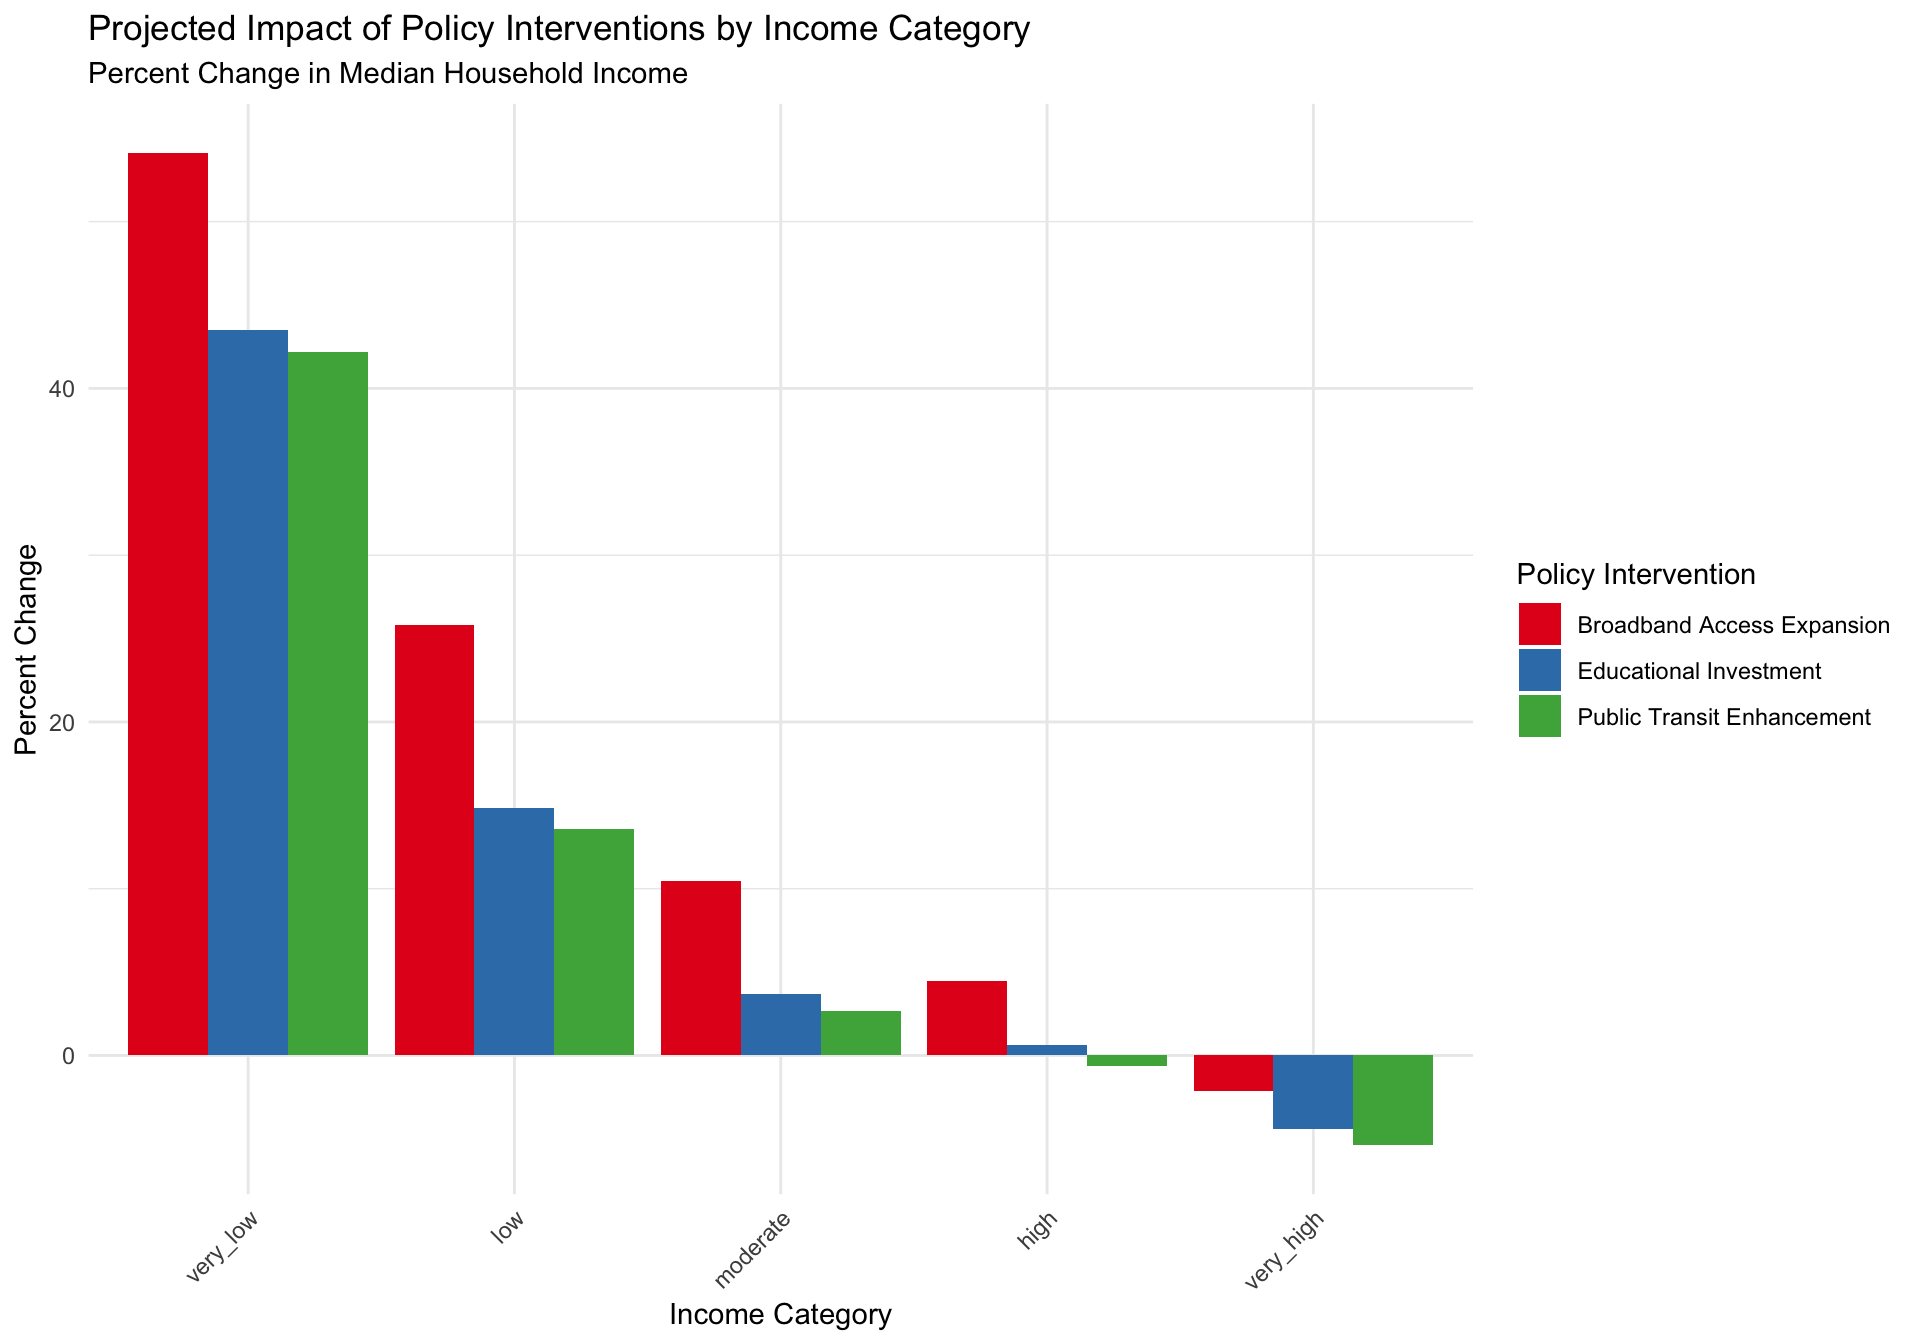 Projected Impact of Policy Interventions by Income Category
Percent Change in Median Household Income
Percent Change
40
20
0
very_low
low
moderate
high
very_high
Income Category
Policy Intervention
Broadband Access Expansion
Educational Investment
Public Transit Enhancement